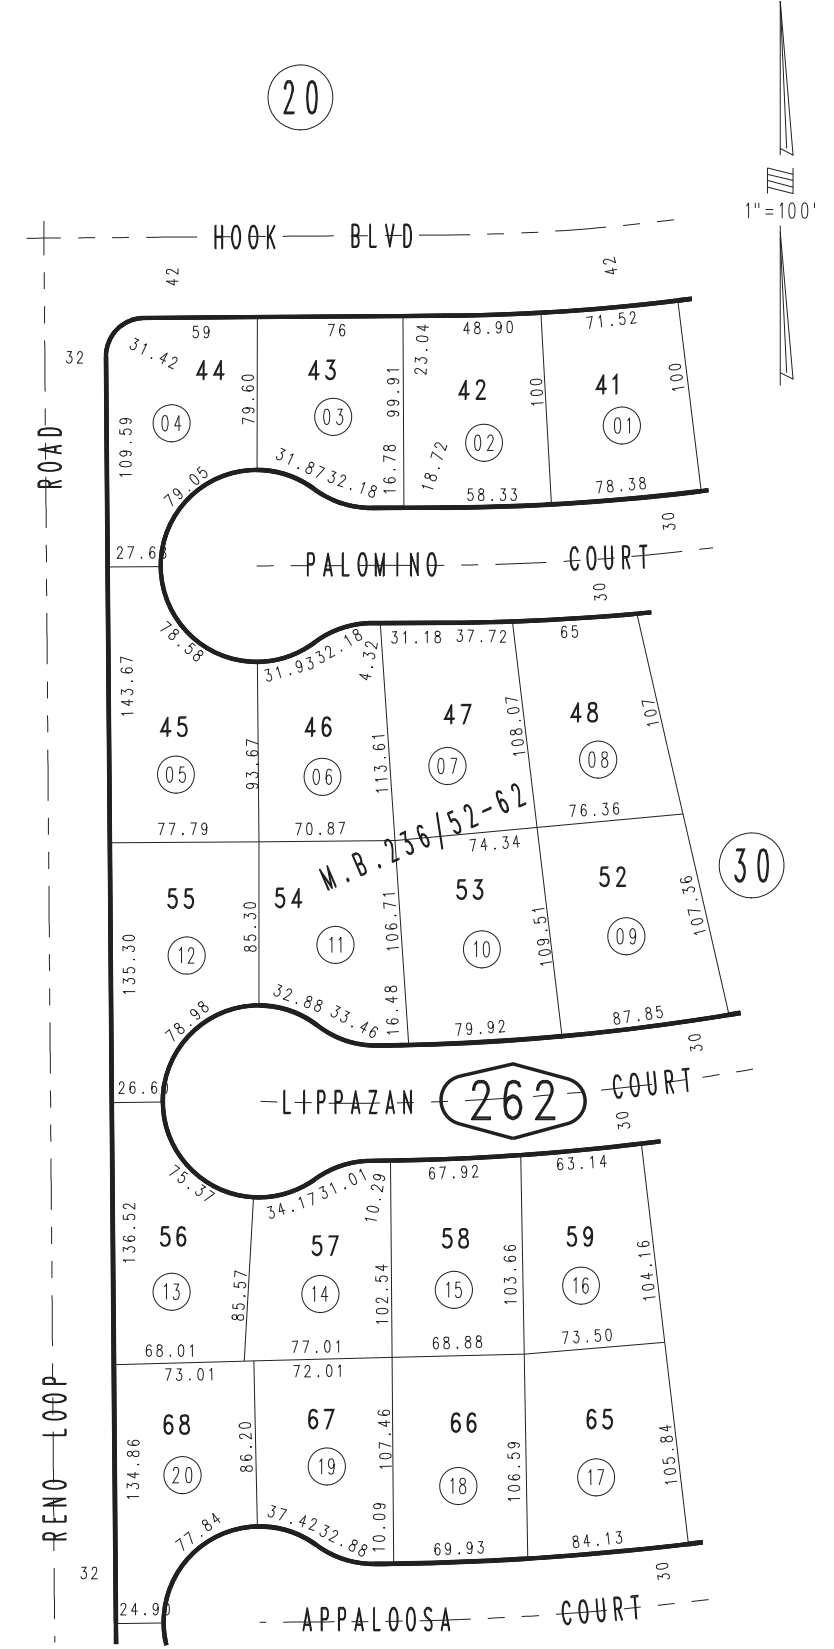 20
1"=100'
HOOK BLVD
42 42
32
59 76 48.90 71.52
31.42 23.04
44 43 42 41
79.60 99.91 100 100
04 03 02 01
109.59
ROAD
79.05 31.87 32.18 16.78 18.72 58.33 78.38
30
27.6
PALOMINO COURT
30
78.58 31.93 32.18 4.32 31.18 37.72 65
143.67
45 46 47 48
93.67 113.61 108.07 107
05 06 07 08
77.79 70.87 74.34 76.36
M.B.236/52-62
30
55 54 53 52
85.30 106.71 109.51 107.36
12 11 10 09
135.30
78.98 32.88 33.46 16.48 79.92 87.85
30
26.6
LIPPAZAN COURT
262
30
75.37 34.17 31.01 10.29 67.92 63.14
136.52
56 57 58 59
85.57 102.54 103.66 104.16
13 14 15 16
68.01 77.01 68.88 73.50
73.01 72.01
RENO LOOP
68 67 66 65
134.86 86.20 107.46 106.59 105.84
20 19 18 17
77.84 37.42 32.88 10.09 69.93 84.13
32
30
24.9
APPALOOSA COURT